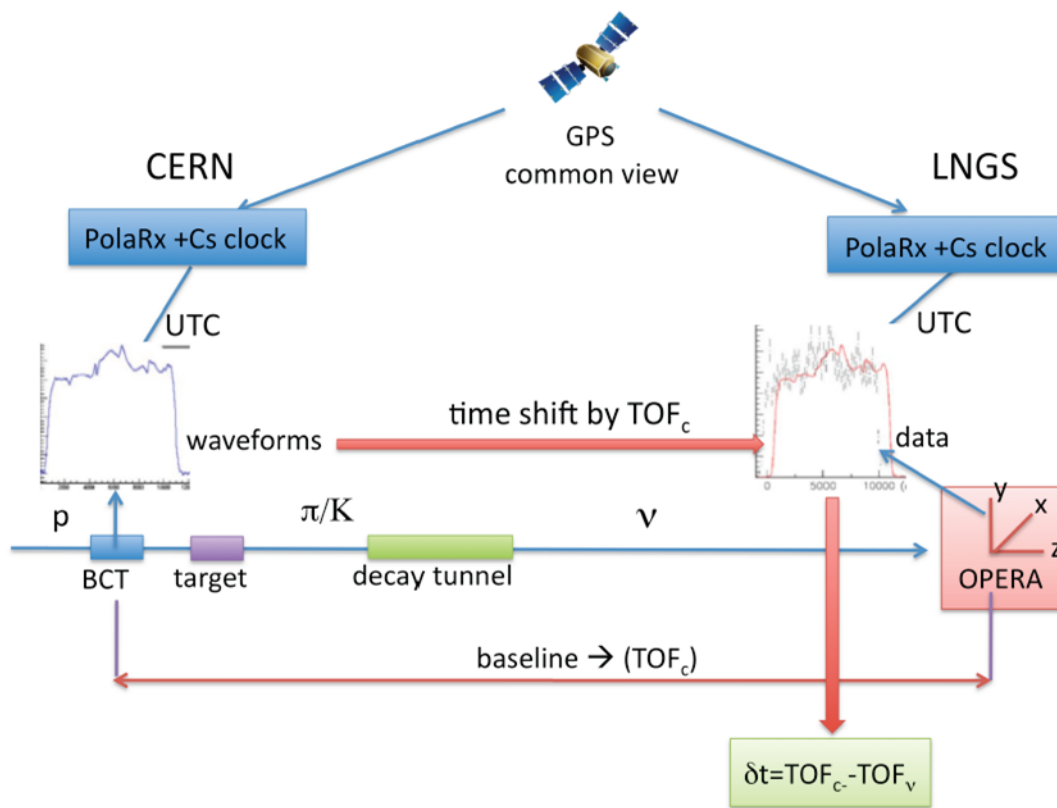 GPS
common view
CERN
LNGS
PolaRx +Cs clock
PolaRx +Cs clock
UTC
UTC
waveforms
time shift by TOFc
data
0
5000
10000
p
π/K
ν
y
x
z
BCT
target
decay tunnel
OPERA
baseline → (TOFc)
δt=TOFc--TOFν